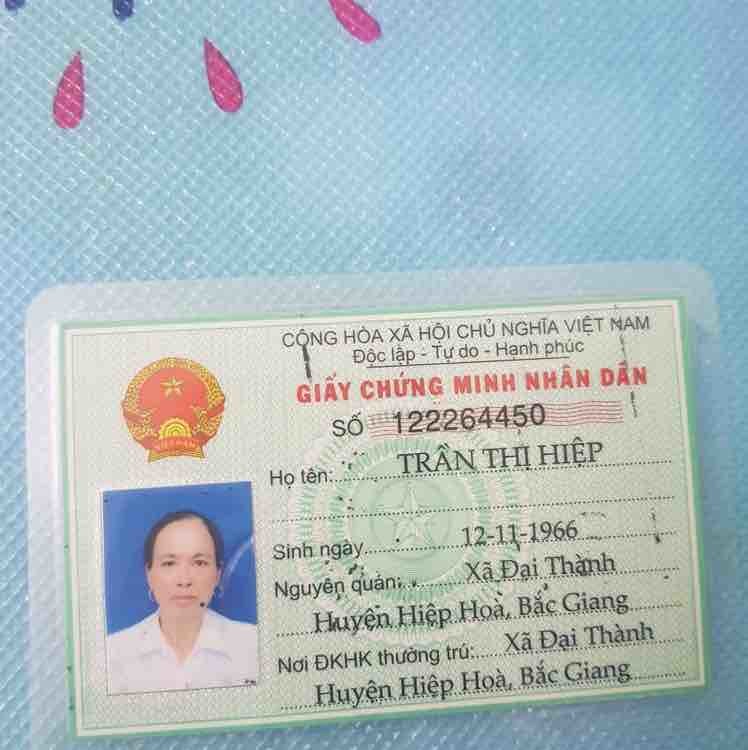 CỘNG HÒA XÃ HỘI CHỦ NGHĨA VIỆT NAM
Độc lập - Tự do - Hạnh phúc
GIẤY CHỨNG MINH NHÂN DÂN
SỐ 122264450
Họ tên: TRẦN THỊ HIỆP
Sinh ngày 12-11-1966
Nguyên quán: Xã Đại Thành
Huyện Hiệp Hoà, Bắc Giang
Nơi ĐKHK thường trú: Xã Đại Thành
Huyện Hiệp Hoà, Bắc Giang
VIỆT NAM